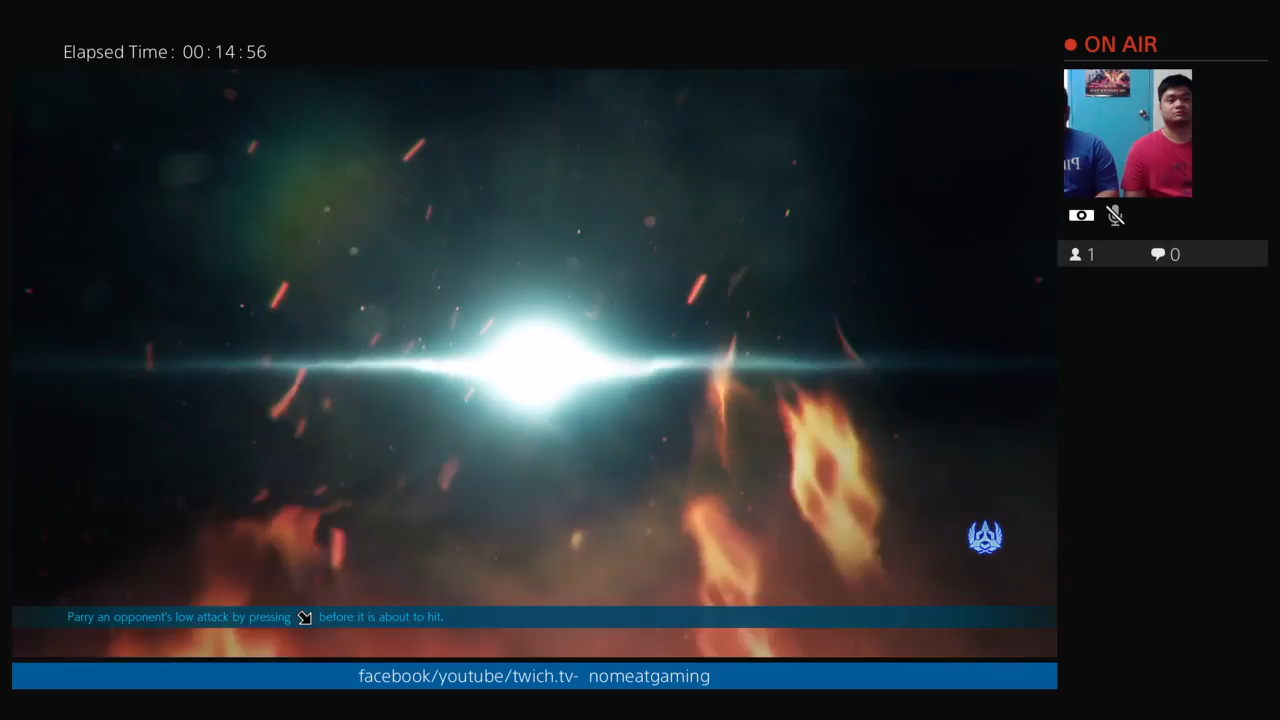 Elapsed Time: 00:14:56
ON AIR
1 0
Parry an opponent's low attack by pressing before it is about to hit.
facebook/youtube/twich.tv- nomeatgaming